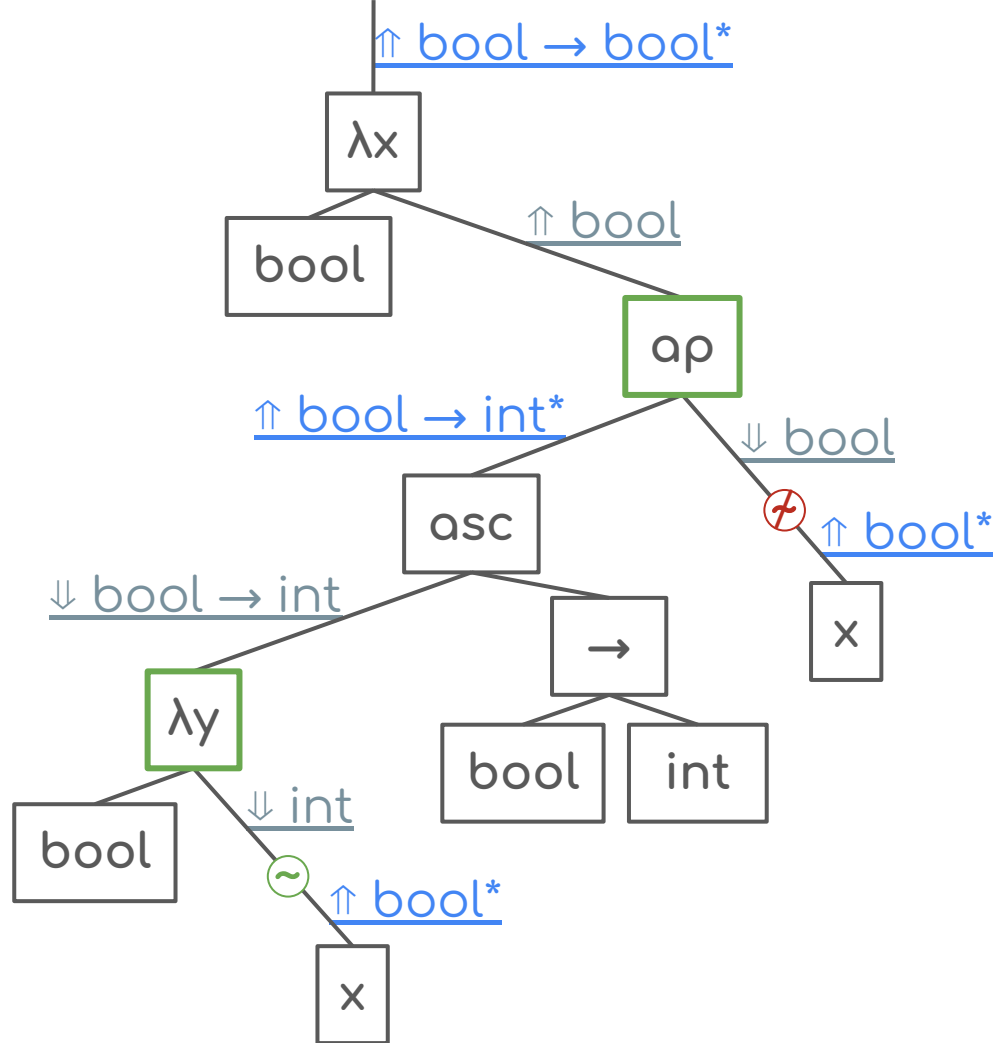 ⇑ bool → bool*
λx
⇑ bool
bool
ap
⇑ bool → int*
⇓ bool
≁
⇑ bool*
asc
⇓ bool → int
→
x
λy
bool
int
⇓ int
bool
~
⇑ bool*
x